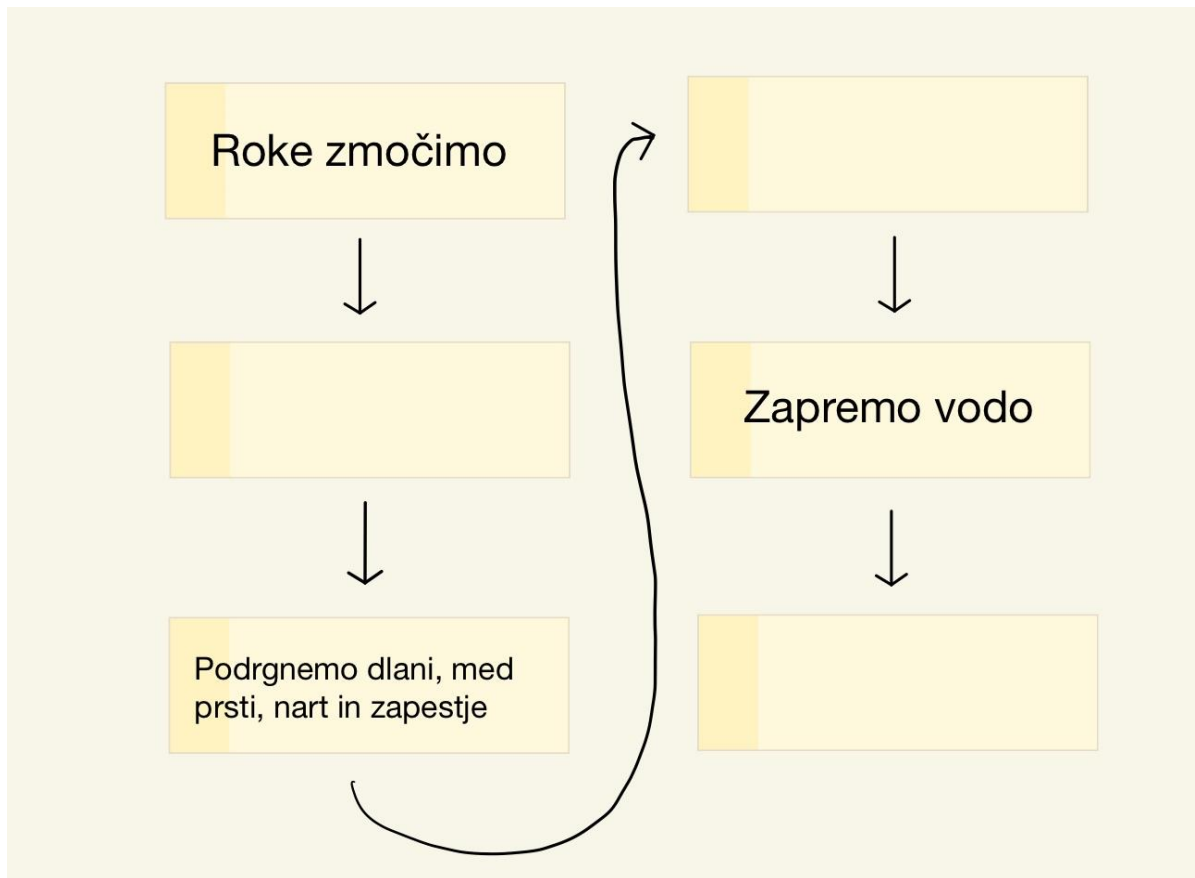 Roke zmočimo
Podrgnemo dlani, med
prsti, nart in zapestje
Zapremo vodo